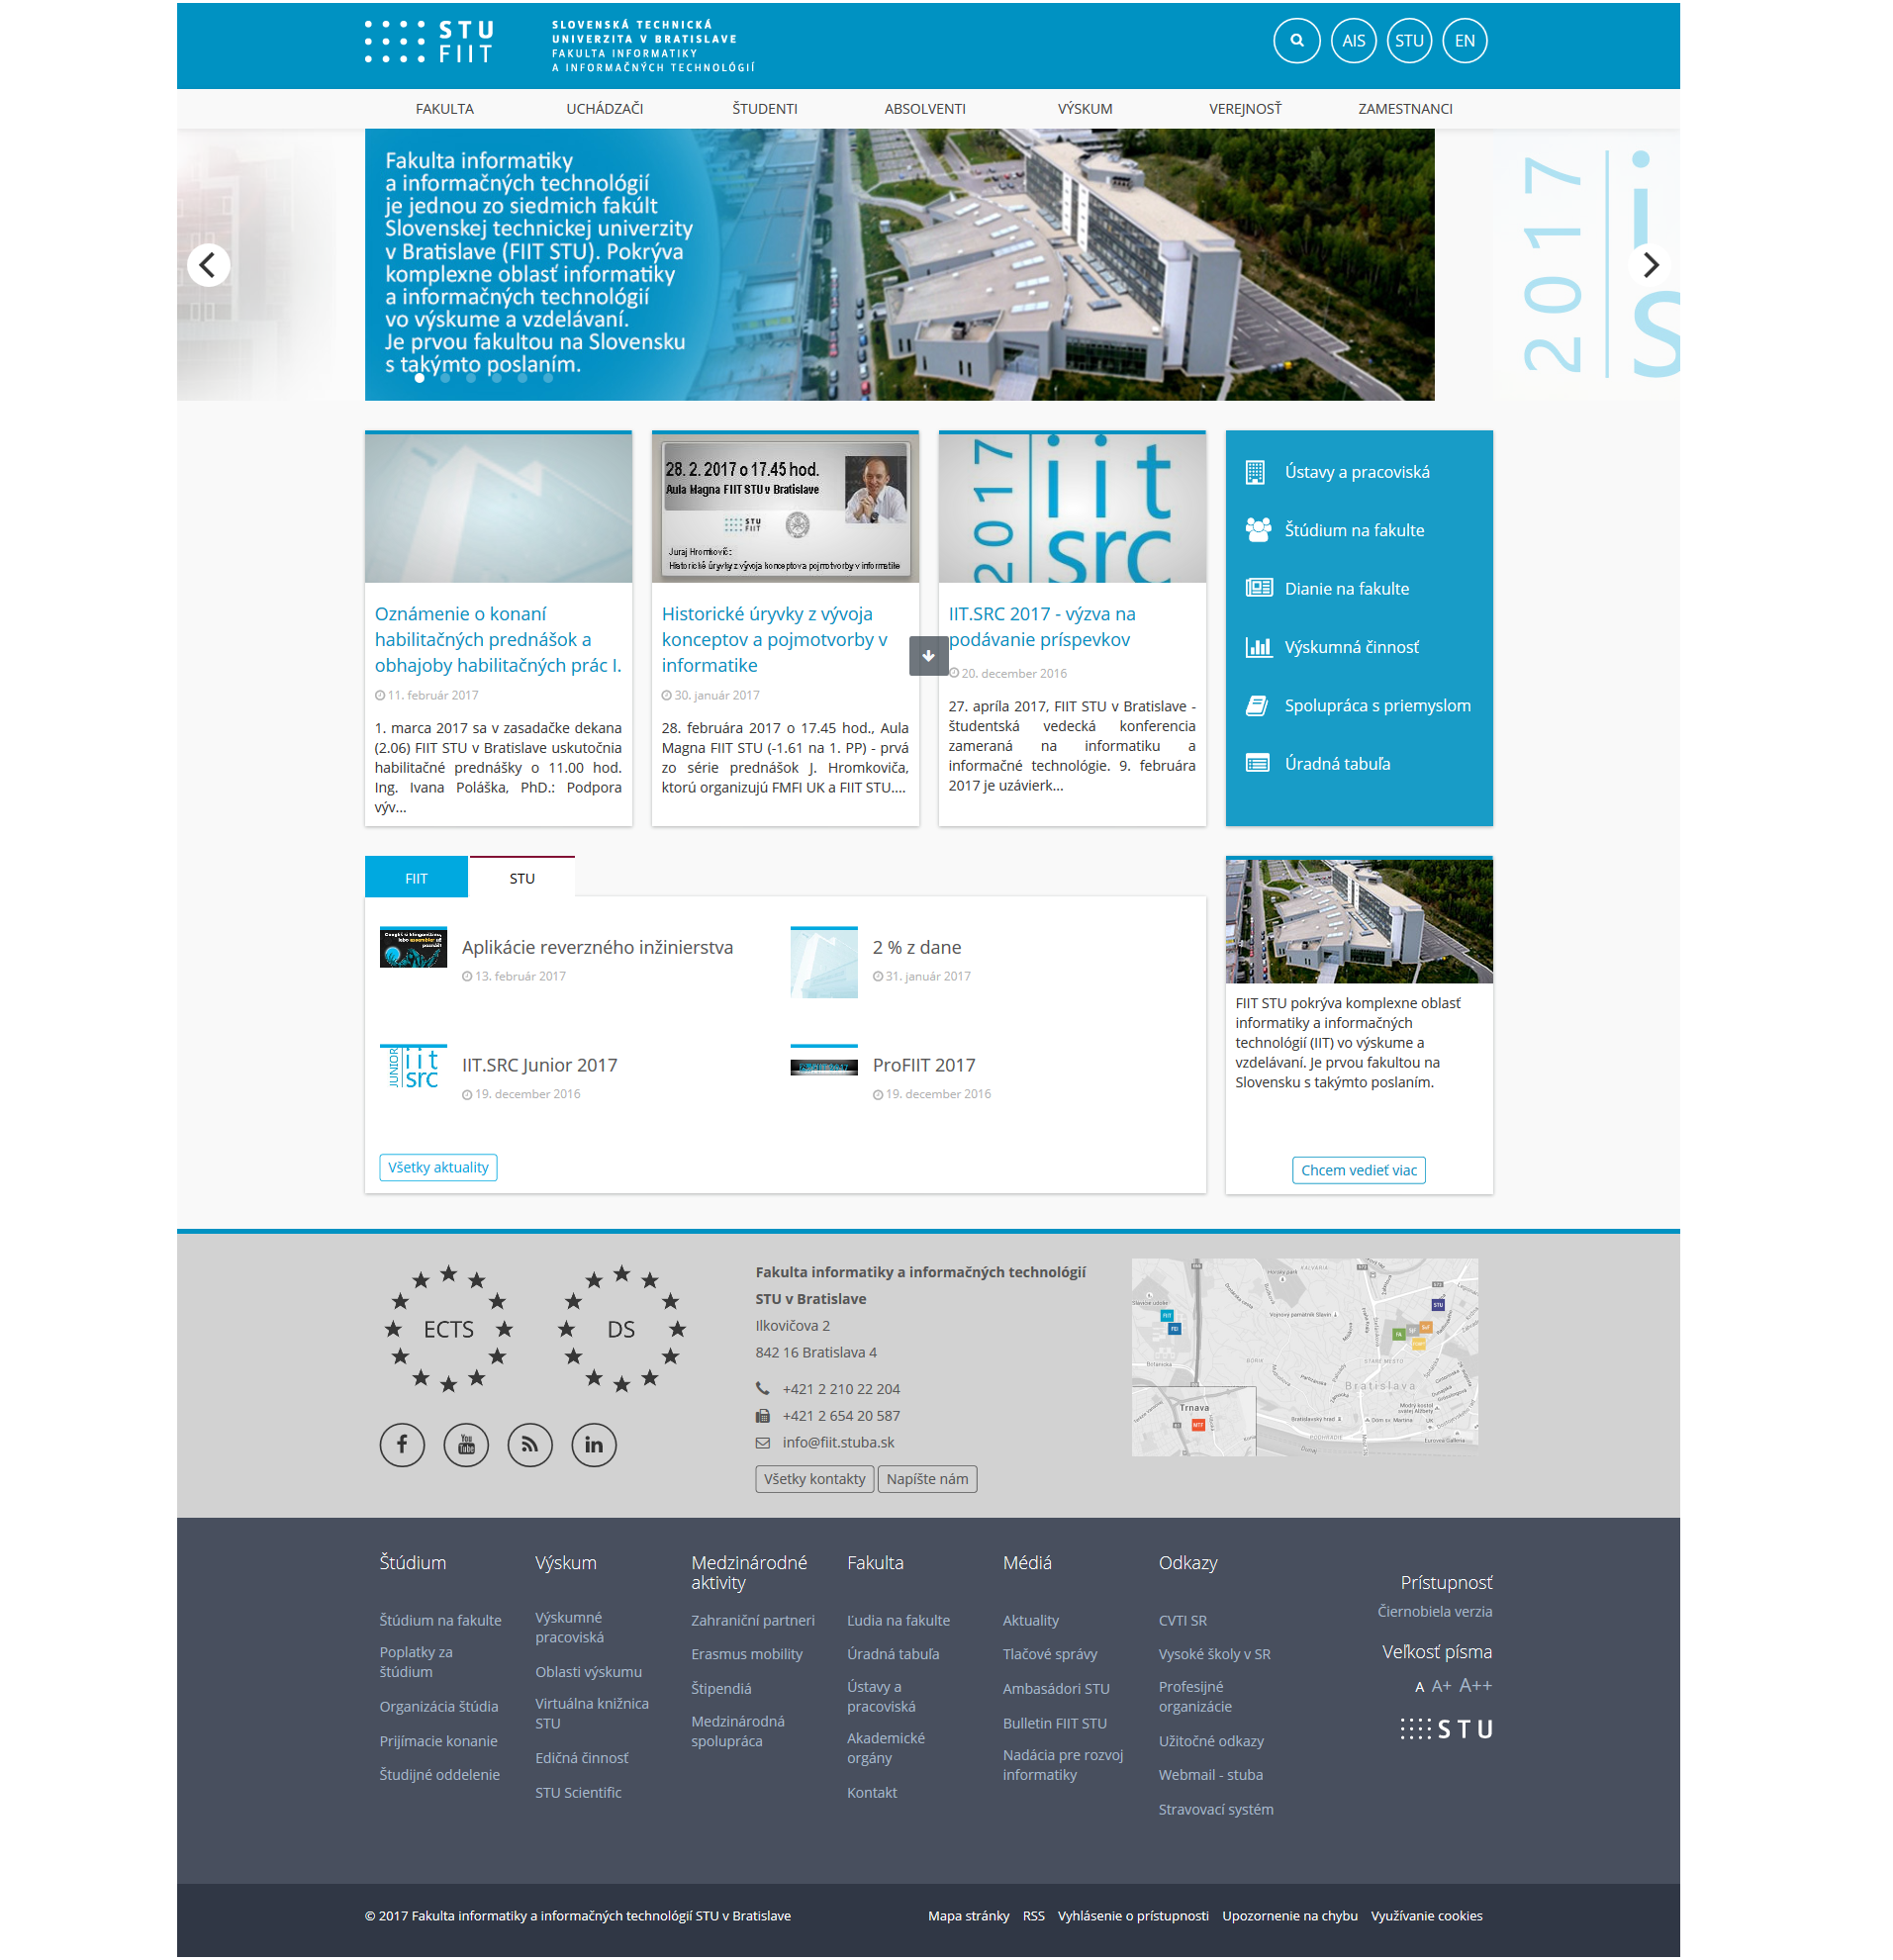 STU
FIIT
SLOVENSKÁ TECHNICKÁ
UNIVERZITA V BRATISLAVE
FAKULTA INFORMATIKY
A INFORMAČNÝCH TECHNOLÓGIÍ
AIS
STU
EN
FAKULTA
UCHÁDZAČI
ŠTUDENTI
ABSOLVENTI
VÝSKUM
VEREJNOSŤ
ZAMESTNANCI
Fakulta informatiky
a informačných technológií
je jednou zo siedmich fakúlt
Slovenskej technickej univerzity
v Bratislave (FIIT STU). Pokrýva
komplexne oblasť informatiky
a informačných technológií
vo výskume a vzdelávaní.
Je prvou fakultou na Slovensku
s takýmto poslaním.
2017
28. 2. 2017 o 17.45 hod.
Aula Magna FIIT STU v Bratislave
STU
FIIT
Juraj Hromkovič:
Historické úryvky z vývoja konceptov a pojmotvorby v informatike
2017
iit
src
Oznámenie o konaní
habilitačných prednášok a
obhajoby habilitačných prác I.
11. február 2017
1. marca 2017 sa v zasadačke dekana
(2.06) FIIT STU v Bratislave uskutočnia
habilitačné prednášky o 11.00 hod.
Ing. Ivana Poláška, PhD.: Podpora
výv...
Historické úryvky z vývoja
konceptov a pojmotvorby v
informatike
30. január 2017
28. februára 2017 o 17.45 hod., Aula
Magna FIIT STU (-1.61 na 1. PP) - prvá
zo série prednášok J. Hromkoviča,
ktorú organizujú FMFI UK a FIIT STU....
IIT.SRC 2017 - výzva na
podávanie príspevkov
20. december 2016
27. apríla 2017, FIIT STU v Bratislave -
študentská vedecká konferencia
zameraná na informatiku a
informačné technológie. 9. februára
2017 je uzávierk...
Ústavy a pracoviská
Štúdium na fakulte
Dianie na fakulte
Výskumná činnosť
Spolupráca s priemyslom
Úradná tabuľa
FIIT
STU
Aplikácie reverzného inžinierstva
13. február 2017
2 % z dane
31. január 2017
JUNIOR
iit
src
IIT.SRC Junior 2017
19. december 2016
ProFIIT 2017
19. december 2016
Všetky aktuality
FIIT STU pokrýva komplexne oblasť
informatiky a informačných
technológií (IIT) vo výskume a
vzdelávaní. Je prvou fakultou na
Slovensku s takýmto poslaním.
Chcem vedieť viac
ECTS
DS
You
Tube
Fakulta informatiky a informačných technológií
STU v Bratislave
Ilkovičova 2
842 16 Bratislava 4
+421 2 210 22 204
+421 2 654 20 587
info@fiit.stuba.sk
Všetky kontakty
Napíšte nám
Bratislava
Trnava
Štúdium
Štúdium na fakulte
Poplatky za
štúdium
Organizácia štúdia
Prijímacie konanie
Študijné oddelenie
Výskum
Výskumné
pracoviská
Oblasti výskumu
Virtuálna knižnica
STU
Edičná činnosť
STU Scientific
Medzinárodné
aktivity
Zahraniční partneri
Erasmus mobility
Štipendiá
Medzinárodná
spolupráca
Fakulta
Ľudia na fakulte
Úradná tabuľa
Ústavy a
pracoviská
Akademické
orgány
Kontakt
Médiá
Aktuality
Tlačové správy
Ambasádori STU
Bulletin FIIT STU
Nadácia pre rozvoj
informatiky
Odkazy
CVTI SR
Vysoké školy v SR
Profesijné
organizácie
Užitočné odkazy
Webmail - stuba
Stravovací systém
Prístupnosť
Čiernobiela verzia
Veľkosť písma
A A+ A++
STU
© 2017 Fakulta informatiky a informačných technológií STU v Bratislave
Mapa stránky
RSS
Vyhlásenie o prístupnosti
Upozornenie na chybu
Využívanie cookies